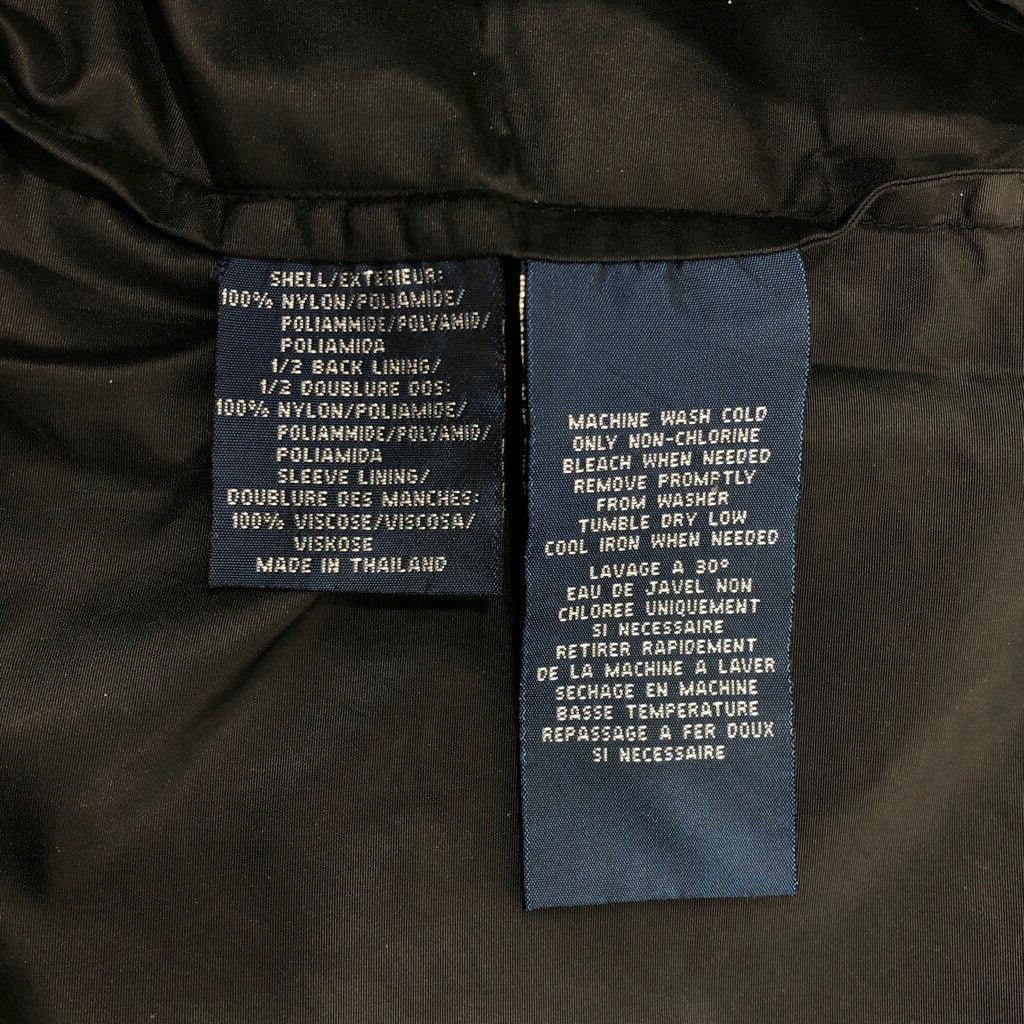 SHELL/EXTERIEUR:
100% NYLON/POLIAMIDE/
POLIAMMIDE/POLYAMID/
POLIAMIDA
1/2 BACK LINING/
1/2 DOUBLURE DOS:
100% NYLON/POLIAMIDE/
POLIAMMIDE/POLYAMID/
POLIAMIDA
SLEEVE LINING/
DOUBLURE DES MANCHES:
100% VISCOSE/VISCOSA/
VISKOSE
MADE IN THAILAND
MACHINE WASH COLD
ONLY NON-CHLORINE
BLEACH WHEN NEEDED
REMOVE PROMPTLY
FROM WASHER
TUMBLE DRY LOW
COOL IRON WHEN NEEDED
LAVAGE A 30°
EAU DE JAVEL NON
CHLOREE UNIQUEMENT
SI NECESSAIRE
RETIRER RAPIDEMENT
DE LA MACHINE A LAVER
SECHAGE EN MACHINE
BASSE TEMPERATURE
REPASSAGE A FER DOUX
SI NECESSAIRE